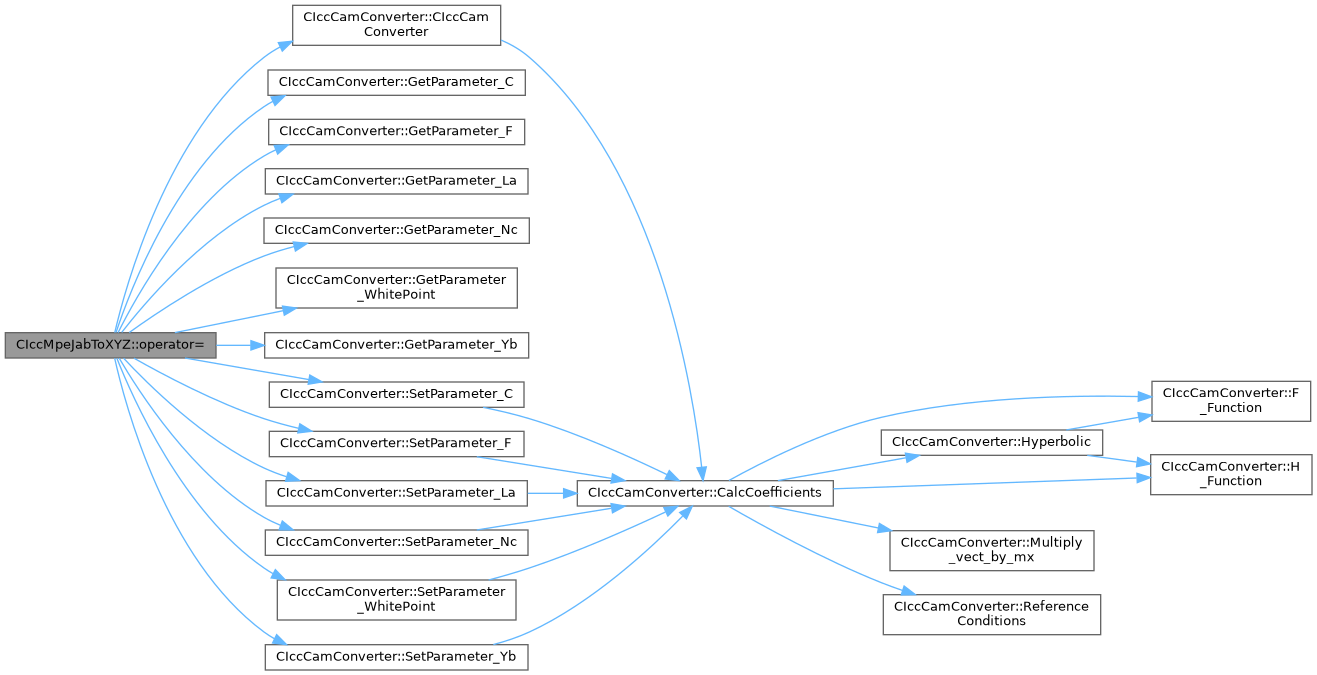 CIccCamConverter::CIccCam
Converter
CIccCamConverter::GetParameter_C
CIccCamConverter::GetParameter_F
CIccCamConverter::GetParameter_La
CIccCamConverter::GetParameter_Nc
CIccCamConverter::GetParameter
_WhitePoint
CIccMpeJabToXYZ::operator=
CIccCamConverter::GetParameter_Yb
CIccCamConverter::SetParameter_C
CIccCamConverter::SetParameter_F
CIccCamConverter::SetParameter_La
CIccCamConverter::SetParameter_Nc
CIccCamConverter::SetParameter
_WhitePoint
CIccCamConverter::SetParameter_Yb
CIccCamConverter::CalcCoefficients
CIccCamConverter::F
_Function
CIccCamConverter::Hyperbolic
CIccCamConverter::H
_Function
CIccCamConverter::Multiply
_vect_by_mx
CIccCamConverter::Reference
Conditions